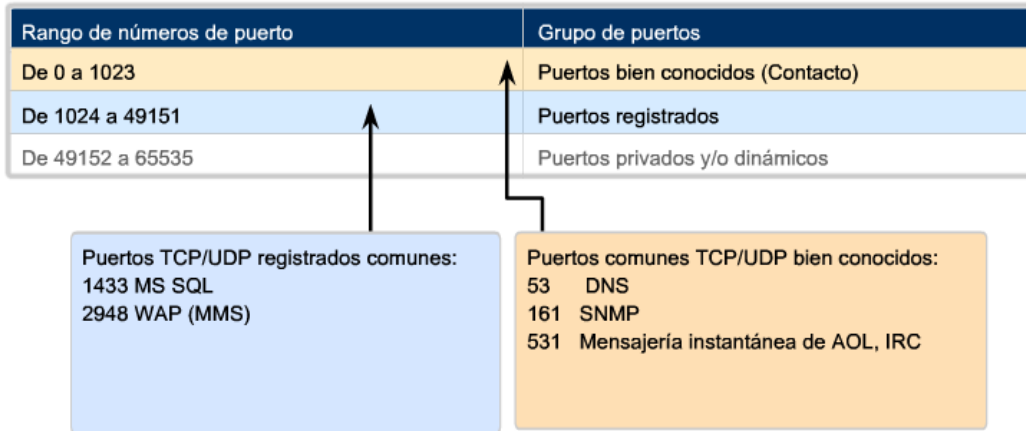 Rango de números de puerto Grupo de puertos
De 0 a 1023 Puertos bien conocidos (Contacto)
De 1024 a 49151 Puertos registrados
De 49152 a 65535 Puertos privados y/o dinámicos
Puertos TCP/UDP registrados comunes:
1433 MS SQL
2948 WAP (MMS)
Puertos comunes TCP/UDP bien conocidos:
53 DNS
161 SNMP
531 Mensajería instantánea de AOL, IRC